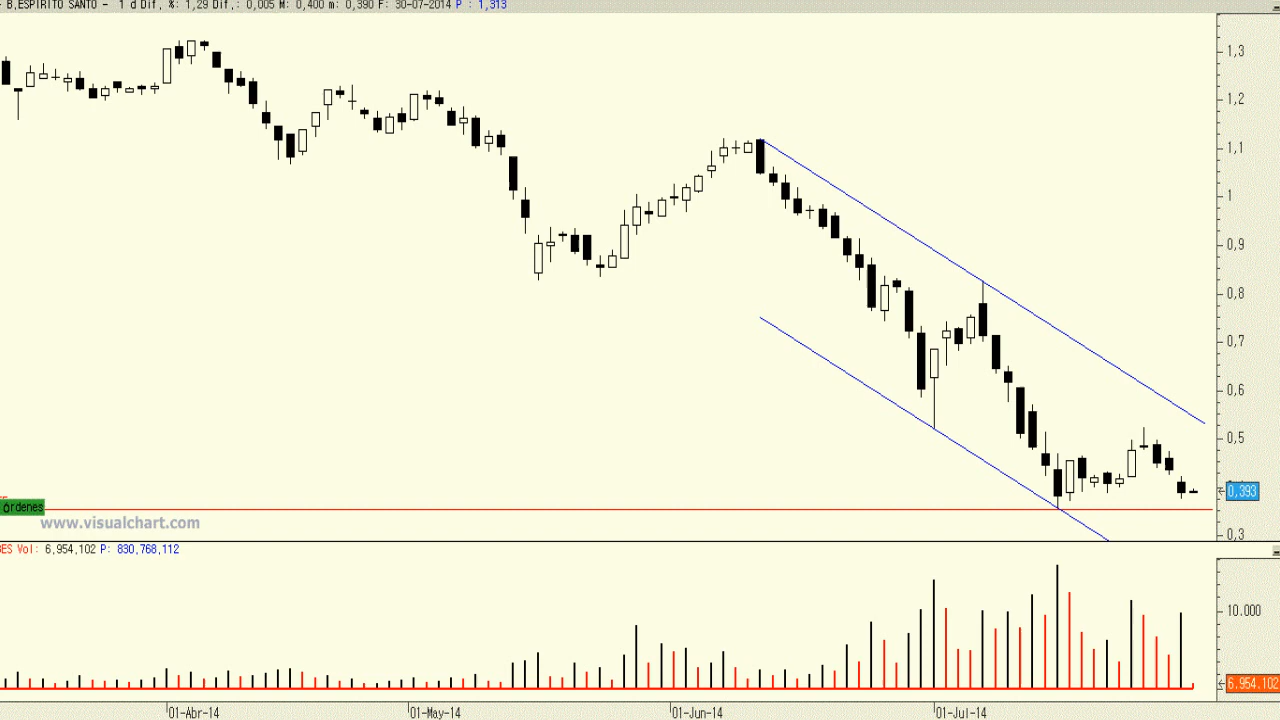 - B,ESPIRITO SANTO - 1 d Dif, %: 1,29 Dif,: 0,005 M: 0,400 m: 0,390 F: 30-07-2014 P : 1,313
1,3
1,2
1,1
1
0,9
0,8
0,7
0,6
0,5
0,393
0,3
órdenes
www.visualchart.com
BES Vol: 6,954,102 P: 830,768,112
10.000
6.954.102
01-Apr-14 01-May-14 01-Jun-14 01-Jul-14